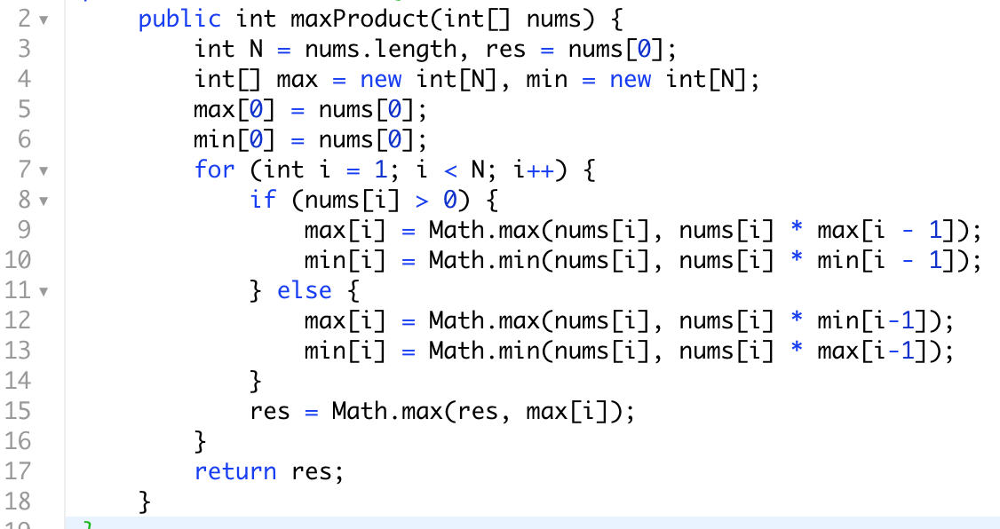 2 public int maxProduct(int[] nums) {
3 int N = nums.length, res = nums[0];
4 int[] max = new int[N], min = new int[N];
5 max[0] = nums[0];
6 min[0] = nums[0];
7 for (int i = 1; i < N; i++) {
8 if (nums[i] > 0) {
9 max[i] = Math.max(nums[i], nums[i] * max[i - 1]);
10 min[i] = Math.min(nums[i], nums[i] * min[i - 1]);
11 } else {
12 max[i] = Math.max(nums[i], nums[i] * min[i-1]);
13 min[i] = Math.min(nums[i], nums[i] * max[i-1]);
14 }
15 res = Math.max(res, max[i]);
16 }
17 return res;
18 }